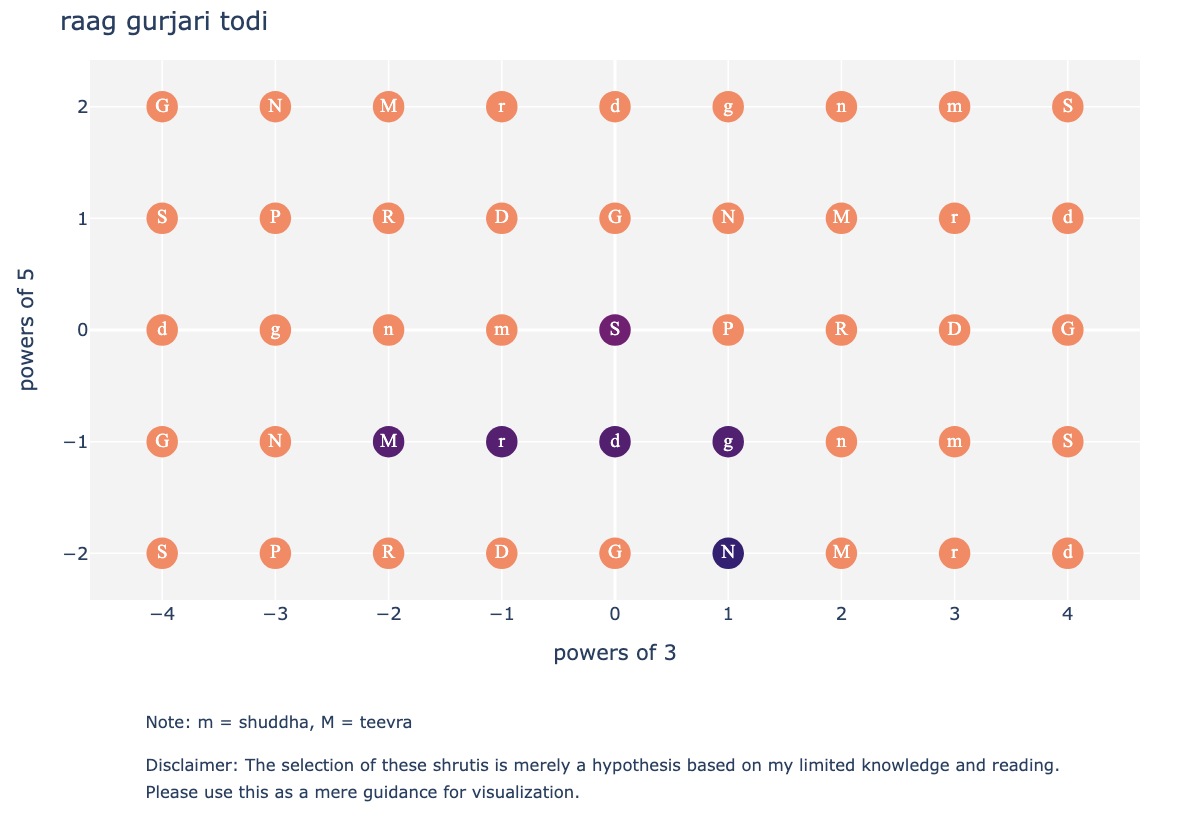 raag gurjari todi
2 G N M r d g n m S
1 S P R D G N M r d
powers of 5
0 d g n m S P R D G
−1 G N M r d g n m S
−2 S P R D G N M r d
−4 −3 −2 −1 0 1 2 3 4
powers of 3
Note: m = shuddha, M = teevra
Disclaimer: The selection of these shrutis is merely a hypothesis based on my limited knowledge and reading.
Please use this as a mere guidance for visualization.